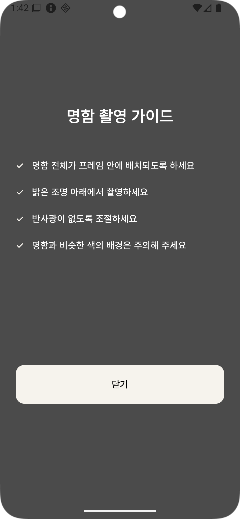 1:42
명함 촬영 가이드
명함 전체가 프레임 안에 배치되도록 하세요
밝은 조명 아래에서 촬영하세요
반사광이 없도록 조절하세요
명함과 비슷한 색의 배경은 주의해 주세요
닫기